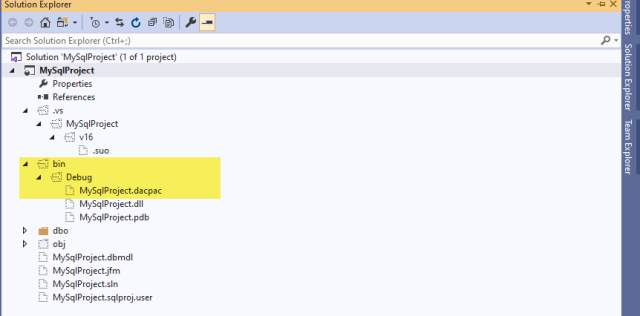 Solution Explorer
Search Solution Explorer (Ctrl+;)
Solution 'MySqlProject' (1 of 1 project)
MySqlProject
Properties
References
.vs
MySqlProject
v16
.suo
bin
Debug
MySqlProject.dacpac
MySqlProject.dll
MySqlProject.pdb
dbo
obj
MySqlProject.dbmdl
MySqlProject.jfm
MySqlProject.sln
MySqlProject.sqlproj.user
Solution Explorer
Team Explorer